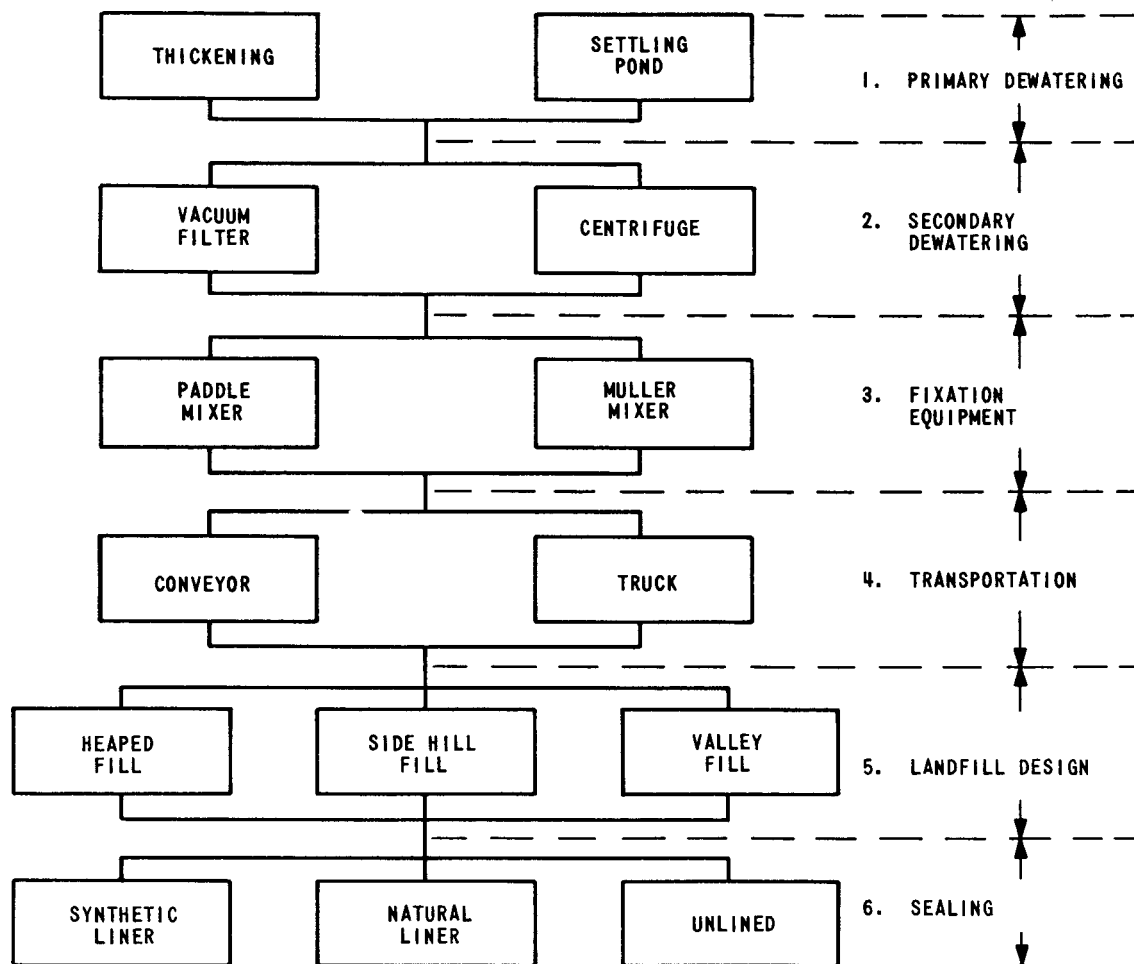 THICKENING
SETTLING
POND
1. PRIMARY DEWATERING
VACUUM
FILTER
CENTRIFUGE
2. SECONDARY
DEWATERING
PADDLE
MIXER
MULLER
MIXER
3. FIXATION
EQUIPMENT
CONVEYOR
TRUCK
4. TRANSPORTATION
HEAPED
FILL
SIDE HILL
FILL
VALLEY
FILL
5. LANDFILL DESIGN
SYNTHETIC
LINER
NATURAL
LINER
UNLINED
6. SEALING